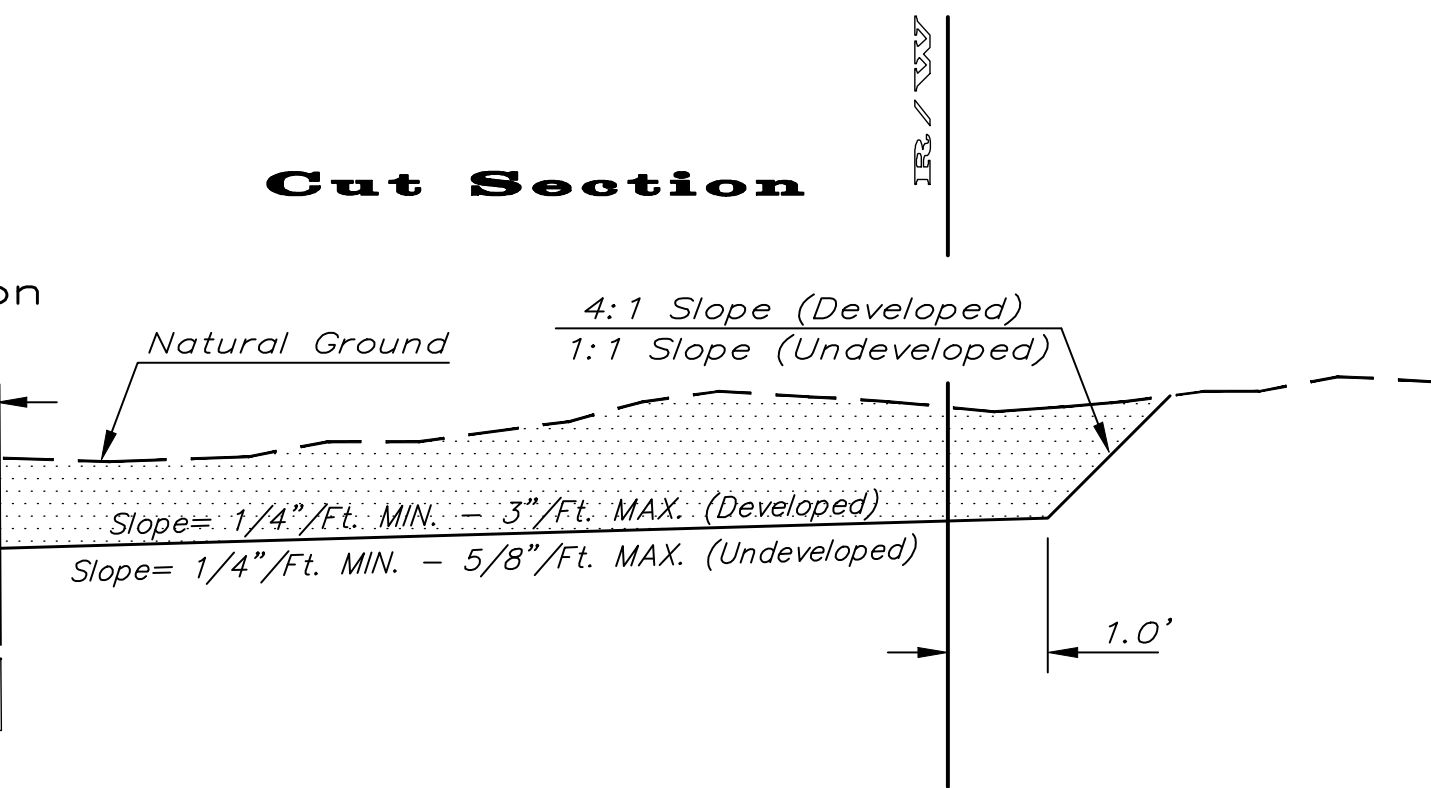 R/W
Cut Section
on
4:1 Slope (Developed)
Natural Ground
1:1 Slope (Undeveloped)
Slope= 1/4"/Ft. MIN. - 3"/Ft. MAX. (Developed)
Slope= 1/4"/Ft. MIN. - 5/8"/Ft. MAX. (Undeveloped)
1.0'